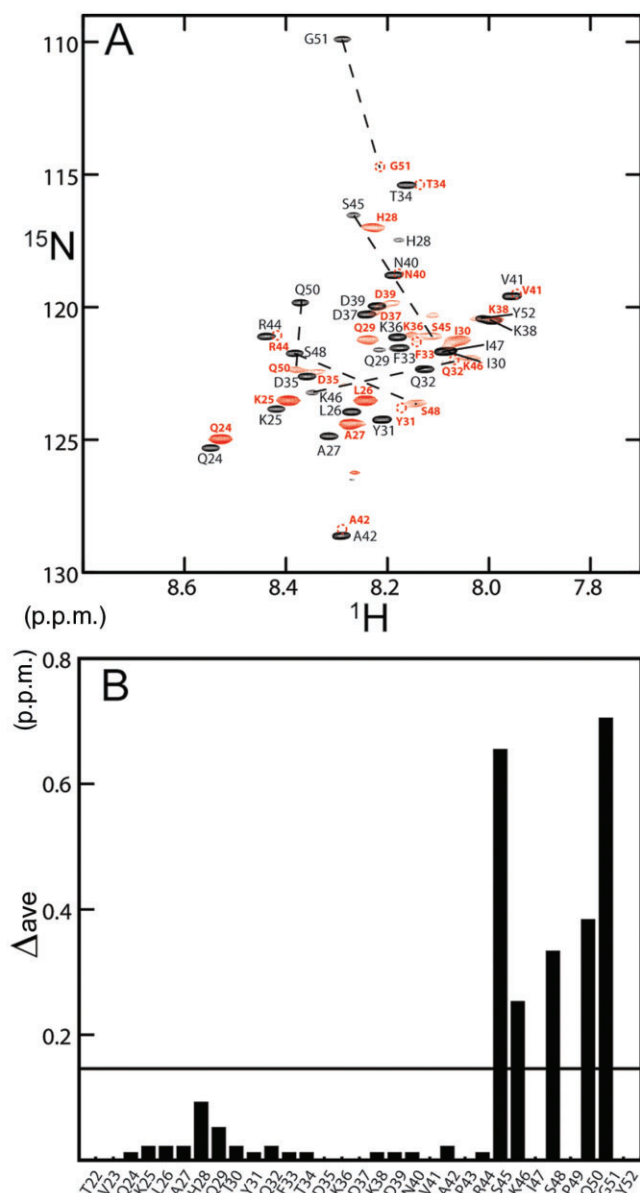 A
110
G51
115
G51
T34
T34
S45
15N
H28
H28
N40
N40
V41
V41
120
Q50
D39
D39
D37
D37
K38
Y52
K38
R44
R44
S48
K36
K36
S45
I30
Q29
Q29
F33
F33
I47
I30
Q50
D35
D35
Q32
Q32
K46
K46
K25
K25
L26
L26
Y31
Y31
S48
Q24
Q24
A27
A27
125
A42
A42
130
8.6 8.4 8.2 8.0 7.8
(p.p.m.) 1H
B
(p.p.m.)
0.8
0.6
0.4
0.2
Δave
T22 V23 Q24 K25 L26 A27 H28 Q29 I30 Y31 Q32 F33 T34 D35 K36 D37 K38 D39 N40 V41 A42 P43 R44 S45 K46 I47 S48 P49 Q50 G51 Y52